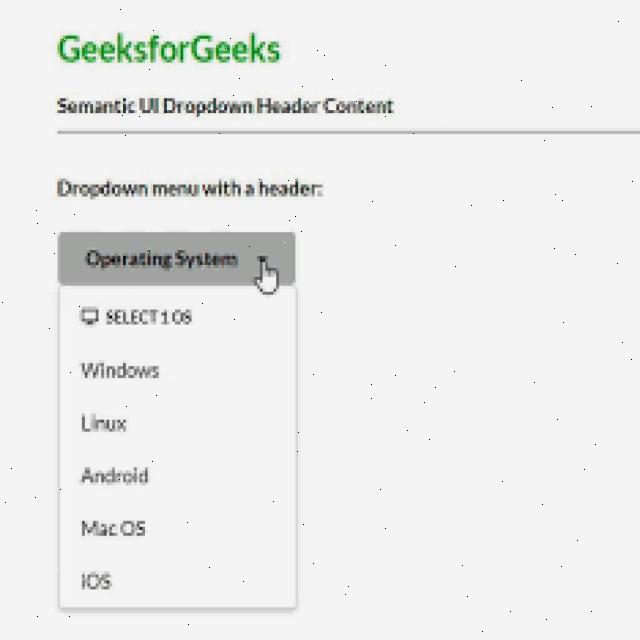 GeeksforGeeks
Semantic UI Dropdown Header Content
Dropdown menu with a header:
Operating System
SELECT 1 OS
Windows
Linux
Android
Mac OS
iOS